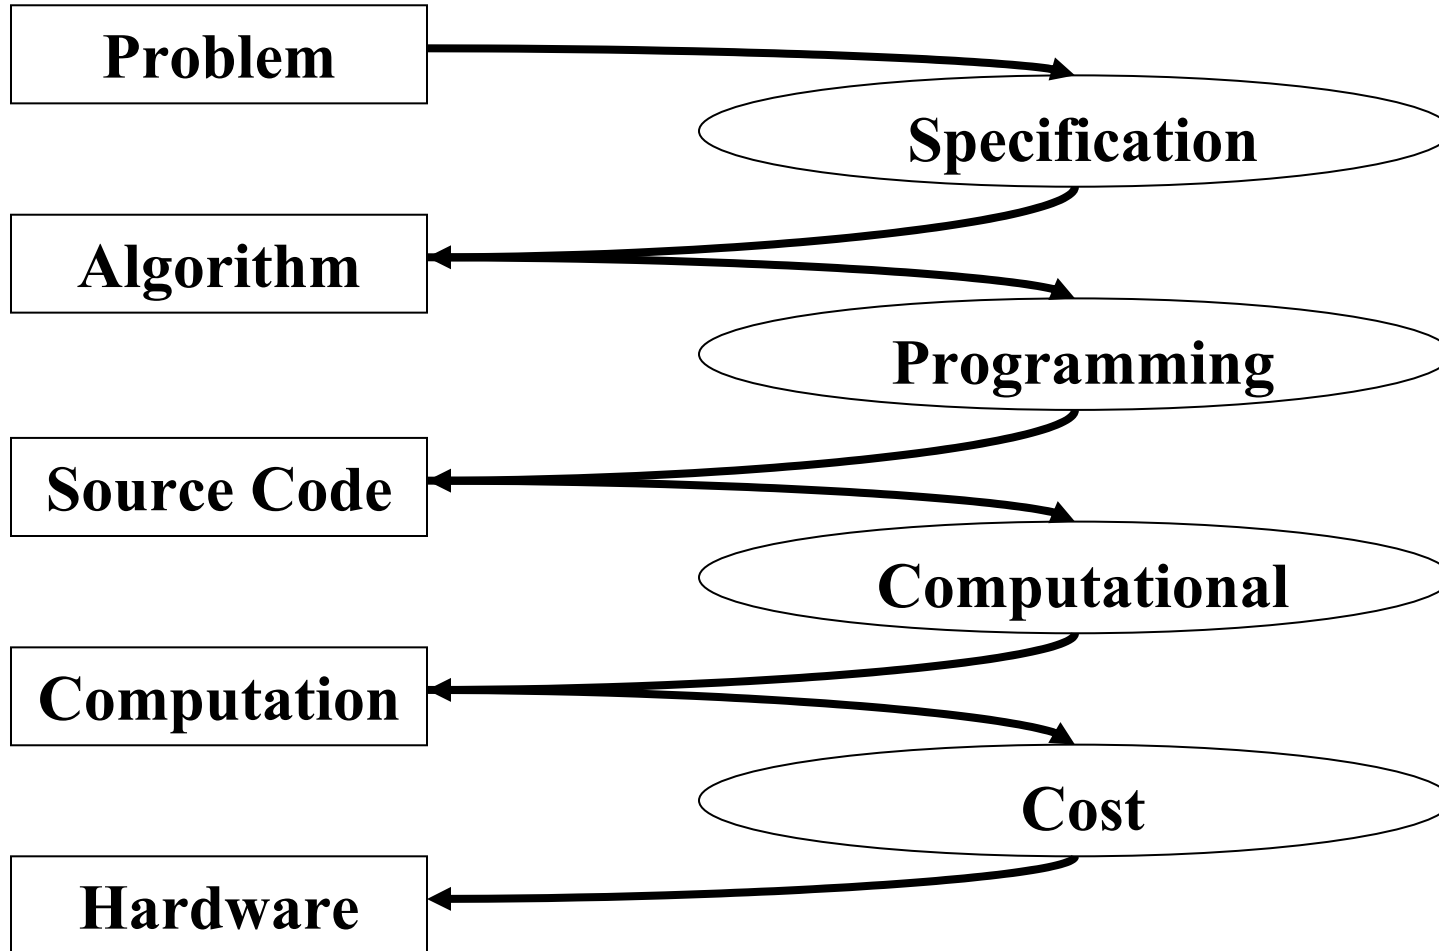 Problem
Specification
Algorithm
Programming
Source Code
Computational
Computation
Cost
Hardware